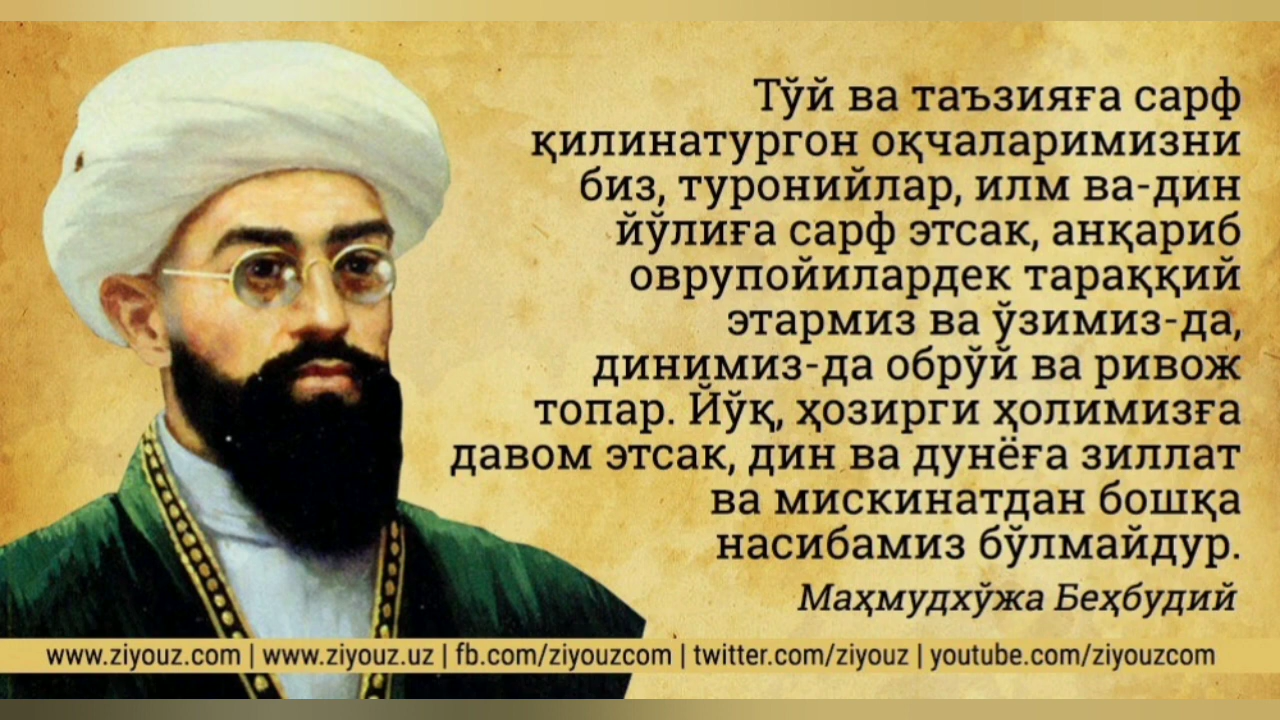 Тўй ва таъзияға сарф
қилинатургон оқчаларимизни
биз, туронийлар, илм ва-дин
йўлиға сарф этсак, анқариб
оврупойилардек тараққий
этармиз ва ўзимиз-да,
динимиз-да обрўй ва ривож
топар. Йўқ, ҳозирги ҳолимизға
давом этсак, дин ва дунёға зиллат
ва мискинатдан бошқа
насибамиз бўлмайдур.
Маҳмудхўжа Беҳбудий
www.ziyouz.com | www.ziyouz.uz | fb.com/ziyouzcom | twitter.com/ziyouz | youtube.com/ziyouzcom